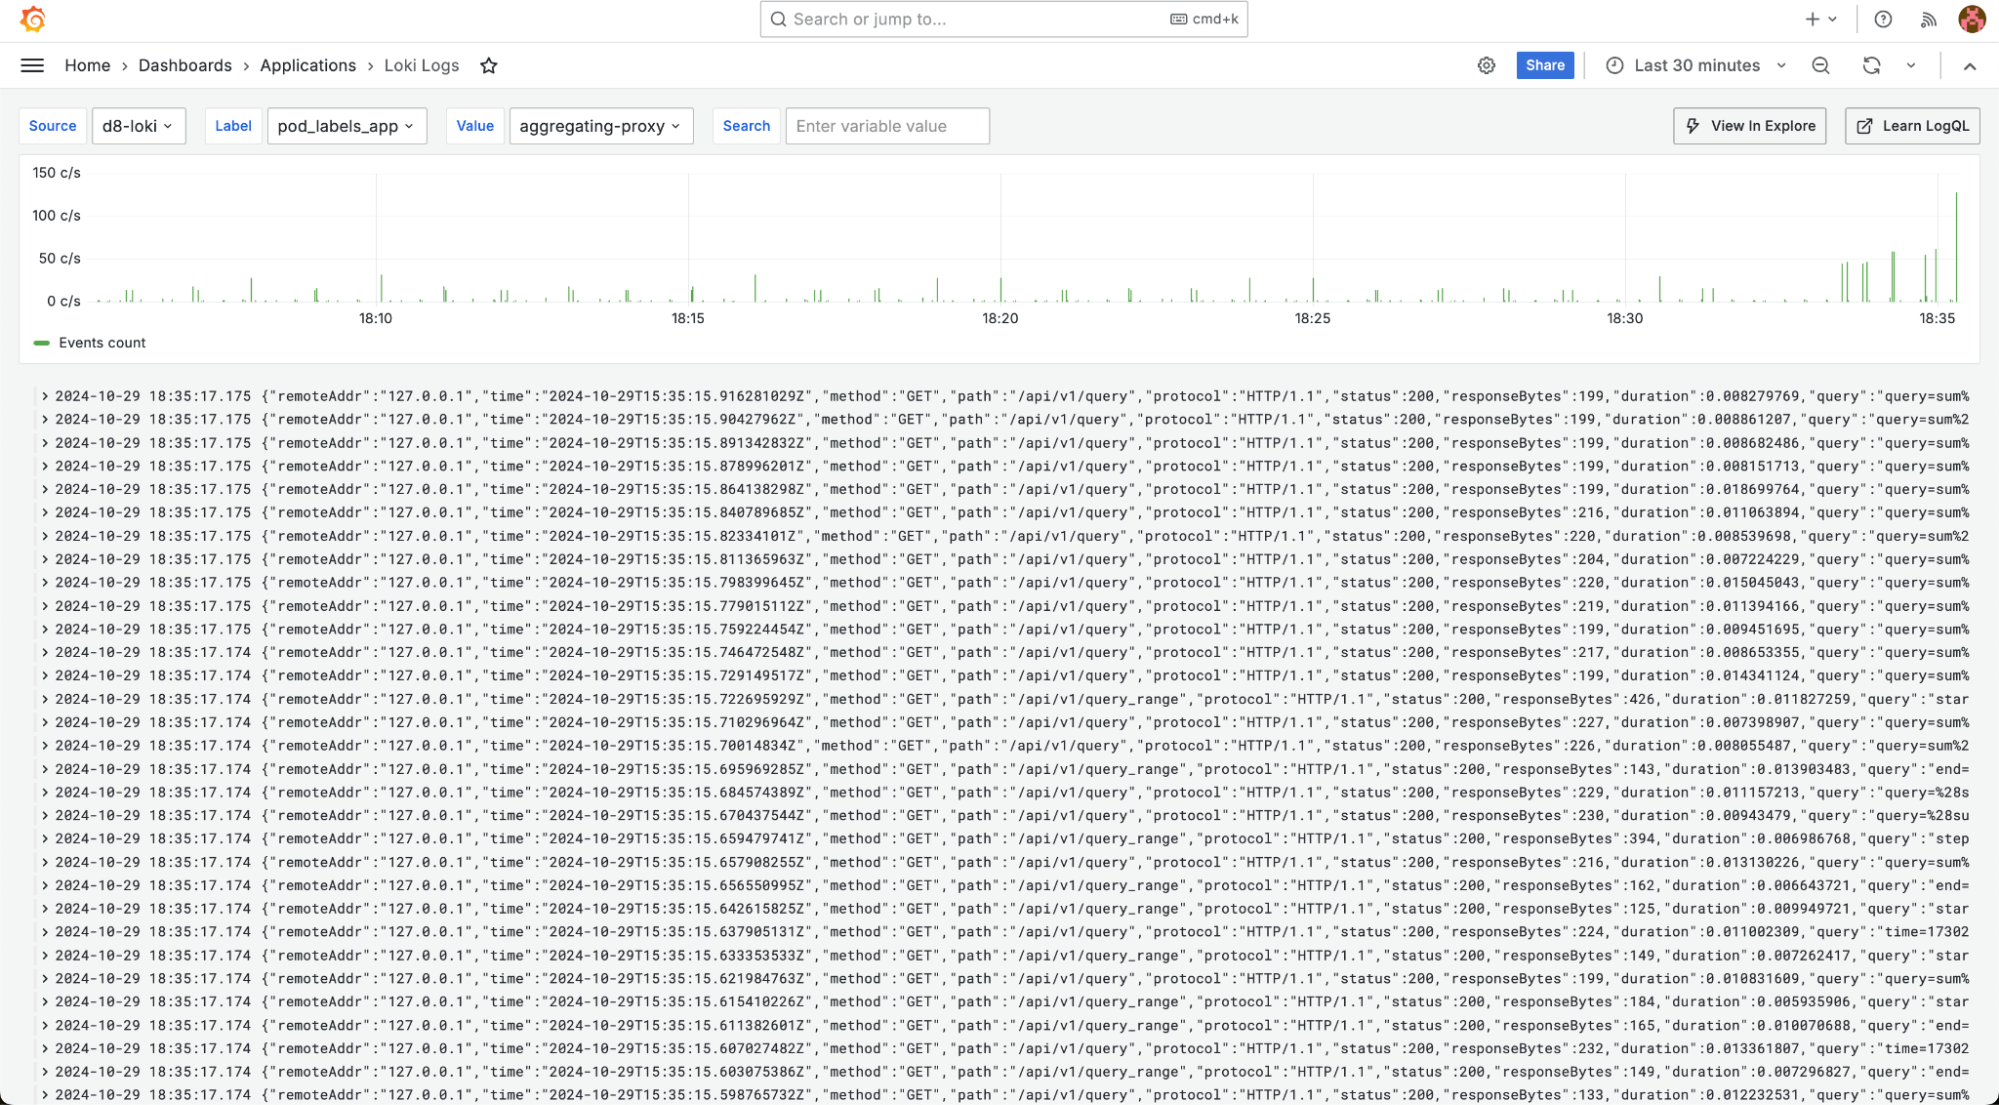 Search or jump to... cmd+k
Home › Dashboards › Applications › Loki Logs Share Last 30 minutes
Source d8-loki Label pod_labels_app Value aggregating-proxy Search Enter variable value View In Explore Learn LogQL
150 c/s
100 c/s
50 c/s
0 c/s
18:10 18:15 18:20 18:25 18:30 18:35
Events count
2024-10-29 18:35:17.175 {"remoteAddr":"127.0.0.1","time":"2024-10-29T15:35:15.916281029Z","method":"GET","path":"/api/v1/query","protocol":"HTTP/1.1","status":200,"responseBytes":199,"duration":0.008279769,"query":"query=sum%
2024-10-29 18:35:17.175 {"remoteAddr":"127.0.0.1","time":"2024-10-29T15:35:15.90427962Z","method":"GET","path":"/api/v1/query","protocol":"HTTP/1.1","status":200,"responseBytes":199,"duration":0.008861207,"query":"query=sum%2
2024-10-29 18:35:17.175 {"remoteAddr":"127.0.0.1","time":"2024-10-29T15:35:15.891342832Z","method":"GET","path":"/api/v1/query","protocol":"HTTP/1.1","status":200,"responseBytes":199,"duration":0.008682486,"query":"query=sum%
2024-10-29 18:35:17.175 {"remoteAddr":"127.0.0.1","time":"2024-10-29T15:35:15.878996201Z","method":"GET","path":"/api/v1/query","protocol":"HTTP/1.1","status":200,"responseBytes":199,"duration":0.008151713,"query":"query=sum%
2024-10-29 18:35:17.175 {"remoteAddr":"127.0.0.1","time":"2024-10-29T15:35:15.864138298Z","method":"GET","path":"/api/v1/query","protocol":"HTTP/1.1","status":200,"responseBytes":199,"duration":0.018699764,"query":"query=sum%
2024-10-29 18:35:17.175 {"remoteAddr":"127.0.0.1","time":"2024-10-29T15:35:15.840789685Z","method":"GET","path":"/api/v1/query","protocol":"HTTP/1.1","status":200,"responseBytes":216,"duration":0.011063894,"query":"query=sum%
2024-10-29 18:35:17.175 {"remoteAddr":"127.0.0.1","time":"2024-10-29T15:35:15.82334101Z","method":"GET","path":"/api/v1/query","protocol":"HTTP/1.1","status":200,"responseBytes":220,"duration":0.008539698,"query":"query=sum%2
2024-10-29 18:35:17.175 {"remoteAddr":"127.0.0.1","time":"2024-10-29T15:35:15.811365963Z","method":"GET","path":"/api/v1/query","protocol":"HTTP/1.1","status":200,"responseBytes":204,"duration":0.007224229,"query":"query=sum%
2024-10-29 18:35:17.175 {"remoteAddr":"127.0.0.1","time":"2024-10-29T15:35:15.798399645Z","method":"GET","path":"/api/v1/query","protocol":"HTTP/1.1","status":200,"responseBytes":220,"duration":0.015045043,"query":"query=sum%
2024-10-29 18:35:17.175 {"remoteAddr":"127.0.0.1","time":"2024-10-29T15:35:15.779015112Z","method":"GET","path":"/api/v1/query","protocol":"HTTP/1.1","status":200,"responseBytes":219,"duration":0.011394166,"query":"query=sum%
2024-10-29 18:35:17.175 {"remoteAddr":"127.0.0.1","time":"2024-10-29T15:35:15.759224454Z","method":"GET","path":"/api/v1/query","protocol":"HTTP/1.1","status":200,"responseBytes":199,"duration":0.009451695,"query":"query=sum%
2024-10-29 18:35:17.174 {"remoteAddr":"127.0.0.1","time":"2024-10-29T15:35:15.746472548Z","method":"GET","path":"/api/v1/query","protocol":"HTTP/1.1","status":200,"responseBytes":217,"duration":0.008653355,"query":"query=sum%
2024-10-29 18:35:17.174 {"remoteAddr":"127.0.0.1","time":"2024-10-29T15:35:15.729149517Z","method":"GET","path":"/api/v1/query","protocol":"HTTP/1.1","status":200,"responseBytes":199,"duration":0.014341124,"query":"query=sum%
2024-10-29 18:35:17.174 {"remoteAddr":"127.0.0.1","time":"2024-10-29T15:35:15.722695929Z","method":"GET","path":"/api/v1/query_range","protocol":"HTTP/1.1","status":200,"responseBytes":426,"duration":0.011827259,"query":"star
2024-10-29 18:35:17.174 {"remoteAddr":"127.0.0.1","time":"2024-10-29T15:35:15.710296964Z","method":"GET","path":"/api/v1/query","protocol":"HTTP/1.1","status":200,"responseBytes":227,"duration":0.007398907,"query":"query=sum%
2024-10-29 18:35:17.174 {"remoteAddr":"127.0.0.1","time":"2024-10-29T15:35:15.70014834Z","method":"GET","path":"/api/v1/query","protocol":"HTTP/1.1","status":200,"responseBytes":226,"duration":0.008055487,"query":"query=sum%2
2024-10-29 18:35:17.174 {"remoteAddr":"127.0.0.1","time":"2024-10-29T15:35:15.695969285Z","method":"GET","path":"/api/v1/query_range","protocol":"HTTP/1.1","status":200,"responseBytes":143,"duration":0.013903483,"query":"end=
2024-10-29 18:35:17.174 {"remoteAddr":"127.0.0.1","time":"2024-10-29T15:35:15.684574389Z","method":"GET","path":"/api/v1/query","protocol":"HTTP/1.1","status":200,"responseBytes":229,"duration":0.011157213,"query":"query=%28s
2024-10-29 18:35:17.174 {"remoteAddr":"127.0.0.1","time":"2024-10-29T15:35:15.670437544Z","method":"GET","path":"/api/v1/query","protocol":"HTTP/1.1","status":200,"responseBytes":230,"duration":0.00943479,"query":"query=%28su
2024-10-29 18:35:17.174 {"remoteAddr":"127.0.0.1","time":"2024-10-29T15:35:15.659479741Z","method":"GET","path":"/api/v1/query_range","protocol":"HTTP/1.1","status":200,"responseBytes":394,"duration":0.006986768,"query":"step
2024-10-29 18:35:17.174 {"remoteAddr":"127.0.0.1","time":"2024-10-29T15:35:15.657908255Z","method":"GET","path":"/api/v1/query","protocol":"HTTP/1.1","status":200,"responseBytes":216,"duration":0.013130226,"query":"query=sum%
2024-10-29 18:35:17.174 {"remoteAddr":"127.0.0.1","time":"2024-10-29T15:35:15.656550995Z","method":"GET","path":"/api/v1/query_range","protocol":"HTTP/1.1","status":200,"responseBytes":162,"duration":0.006643721,"query":"end=
2024-10-29 18:35:17.174 {"remoteAddr":"127.0.0.1","time":"2024-10-29T15:35:15.642615825Z","method":"GET","path":"/api/v1/query_range","protocol":"HTTP/1.1","status":200,"responseBytes":125,"duration":0.009949721,"query":"star
2024-10-29 18:35:17.174 {"remoteAddr":"127.0.0.1","time":"2024-10-29T15:35:15.637905131Z","method":"GET","path":"/api/v1/query","protocol":"HTTP/1.1","status":200,"responseBytes":224,"duration":0.011002309,"query":"time=17302
2024-10-29 18:35:17.174 {"remoteAddr":"127.0.0.1","time":"2024-10-29T15:35:15.633353533Z","method":"GET","path":"/api/v1/query_range","protocol":"HTTP/1.1","status":200,"responseBytes":149,"duration":0.007262417,"query":"star
2024-10-29 18:35:17.174 {"remoteAddr":"127.0.0.1","time":"2024-10-29T15:35:15.621984763Z","method":"GET","path":"/api/v1/query","protocol":"HTTP/1.1","status":200,"responseBytes":199,"duration":0.010831609,"query":"query=sum%
2024-10-29 18:35:17.174 {"remoteAddr":"127.0.0.1","time":"2024-10-29T15:35:15.615410226Z","method":"GET","path":"/api/v1/query_range","protocol":"HTTP/1.1","status":200,"responseBytes":184,"duration":0.005935906,"query":"star
2024-10-29 18:35:17.174 {"remoteAddr":"127.0.0.1","time":"2024-10-29T15:35:15.611382601Z","method":"GET","path":"/api/v1/query_range","protocol":"HTTP/1.1","status":200,"responseBytes":165,"duration":0.010070688,"query":"end=
2024-10-29 18:35:17.174 {"remoteAddr":"127.0.0.1","time":"2024-10-29T15:35:15.607027482Z","method":"GET","path":"/api/v1/query","protocol":"HTTP/1.1","status":200,"responseBytes":232,"duration":0.013361807,"query":"time=17302
2024-10-29 18:35:17.174 {"remoteAddr":"127.0.0.1","time":"2024-10-29T15:35:15.603075386Z","method":"GET","path":"/api/v1/query_range","protocol":"HTTP/1.1","status":200,"responseBytes":149,"duration":0.007296827,"query":"end=
2024-10-29 18:35:17.174 {"remoteAddr":"127.0.0.1","time":"2024-10-29T15:35:15.598765732Z","method":"GET","path":"/api/v1/query","protocol":"HTTP/1.1","status":200,"responseBytes":133,"duration":0.012232531,"query":"query=sum%